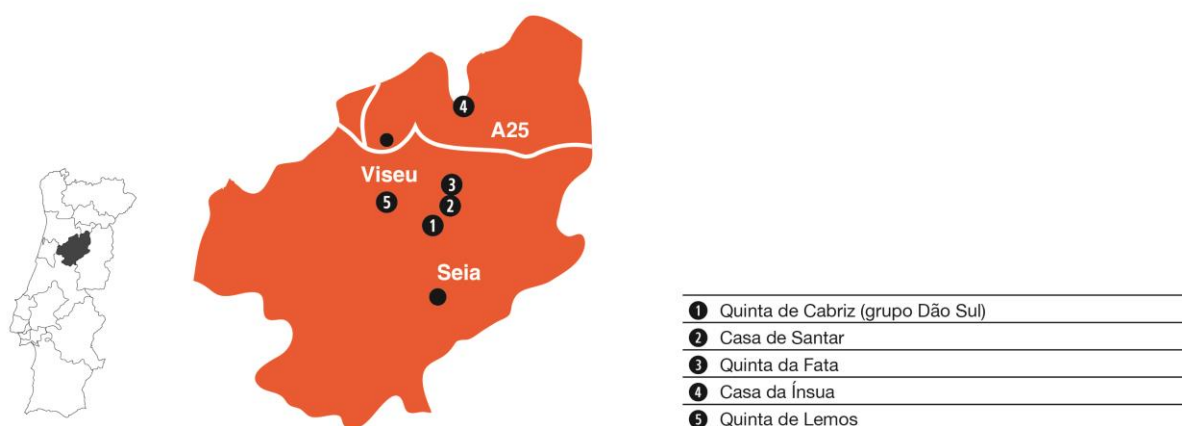 4
A25
Viseu
3
5
2
1
Seia
1 Quinta de Cabriz (grupo Dão Sul)
2 Casa de Santar
3 Quinta da Fata
4 Casa da Ínsua
5 Quinta de Lemos